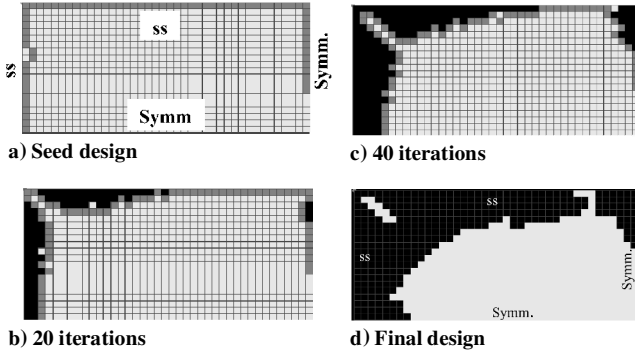 ss
ss
Symm
Symm.
a) Seed design
c) 40 iterations
ss
ss
Symm.
Symm.
b) 20 iterations
d) Final design